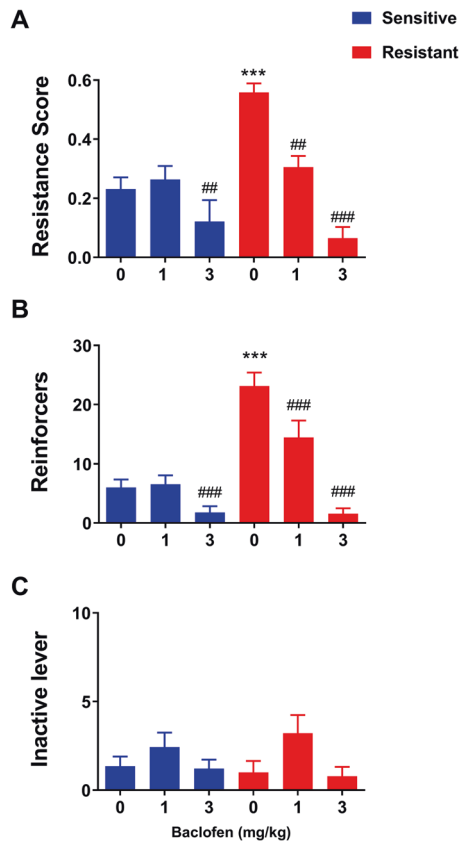 A
Sensitive
Resistant
Resistance Score
0.6
0.4
0.2
0.0
***
##
##
###
0 1 3 0 1 3
B
Reinforcers
30
20
10
0
***
###
###
###
0 1 3 0 1 3
C
Inactive lever
10
5
0
0 1 3 0 1 3
Baclofen (mg/kg)